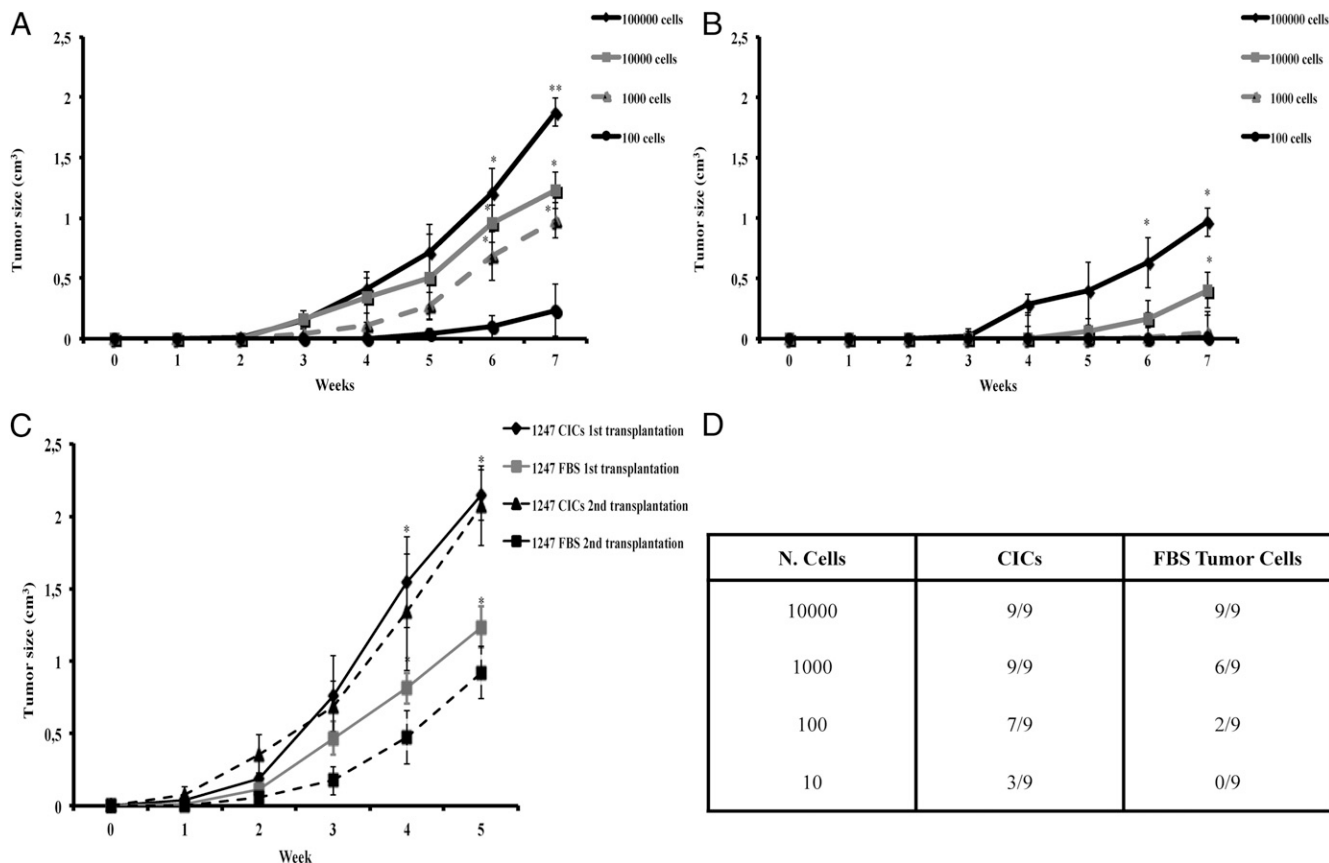 A
100000 cells
10000 cells
1000 cells
100 cells
2,5
2
1,5
1
0,5
0
Tumor size (cm³)
** 
*
*
*
*
*
0 1 2 3 4 5 6 7
Weeks
B
100000 cells
10000 cells
1000 cells
100 cells
2,5
2
1,5
1
0,5
0
Tumor size (cm³)
*
*
*
0 1 2 3 4 5 6 7
Weeks
C
1247 CICs 1st transplantation
1247 FBS 1st transplantation
1247 CICs 2nd transplantation
1247 FBS 2nd transplantation
2,5
2
1,5
1
0,5
0
Tumor size (cm³)
*
*
*
*
0 1 2 3 4 5
Week
D
N. Cells CICs FBS Tumor Cells
10000 9/9 9/9
1000 9/9 6/9
100 7/9 2/9
10 3/9 0/9